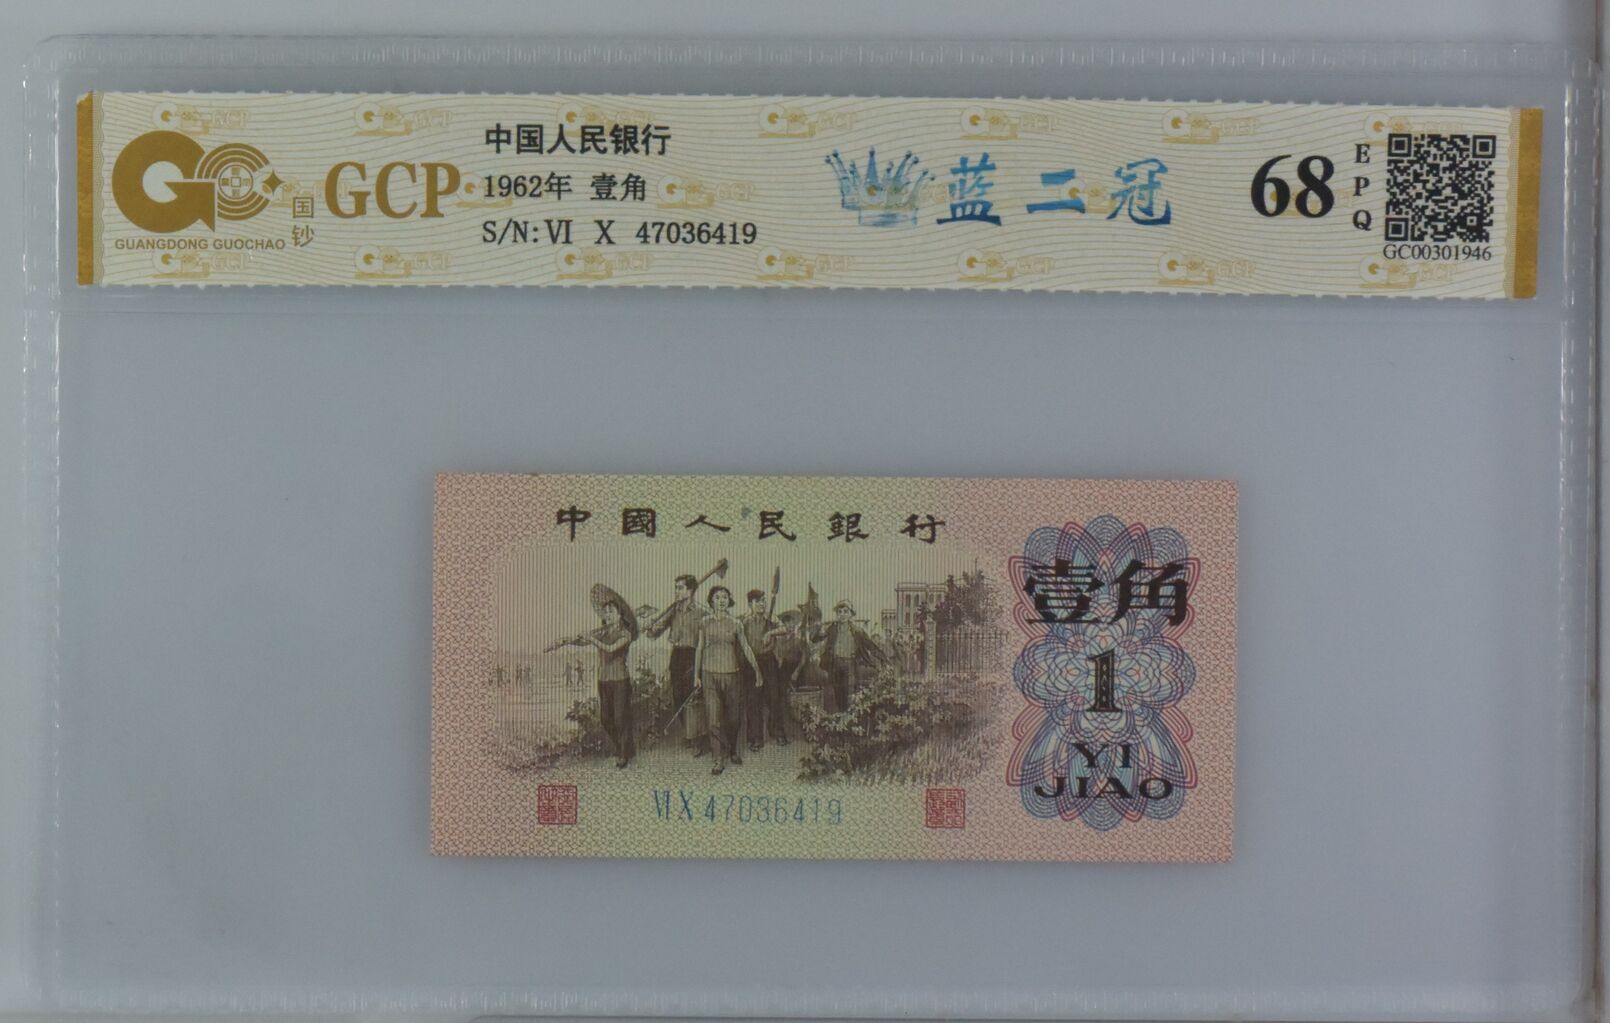 GUANGDONG GUOCHAO
国钞
GCP
中国人民银行
1962年 壹角
S/N: VI X 47036419
蓝二冠
68
EPQ
GC00301946
中國人民銀行
壹角
1
YI
JIAO
VI X 47036419